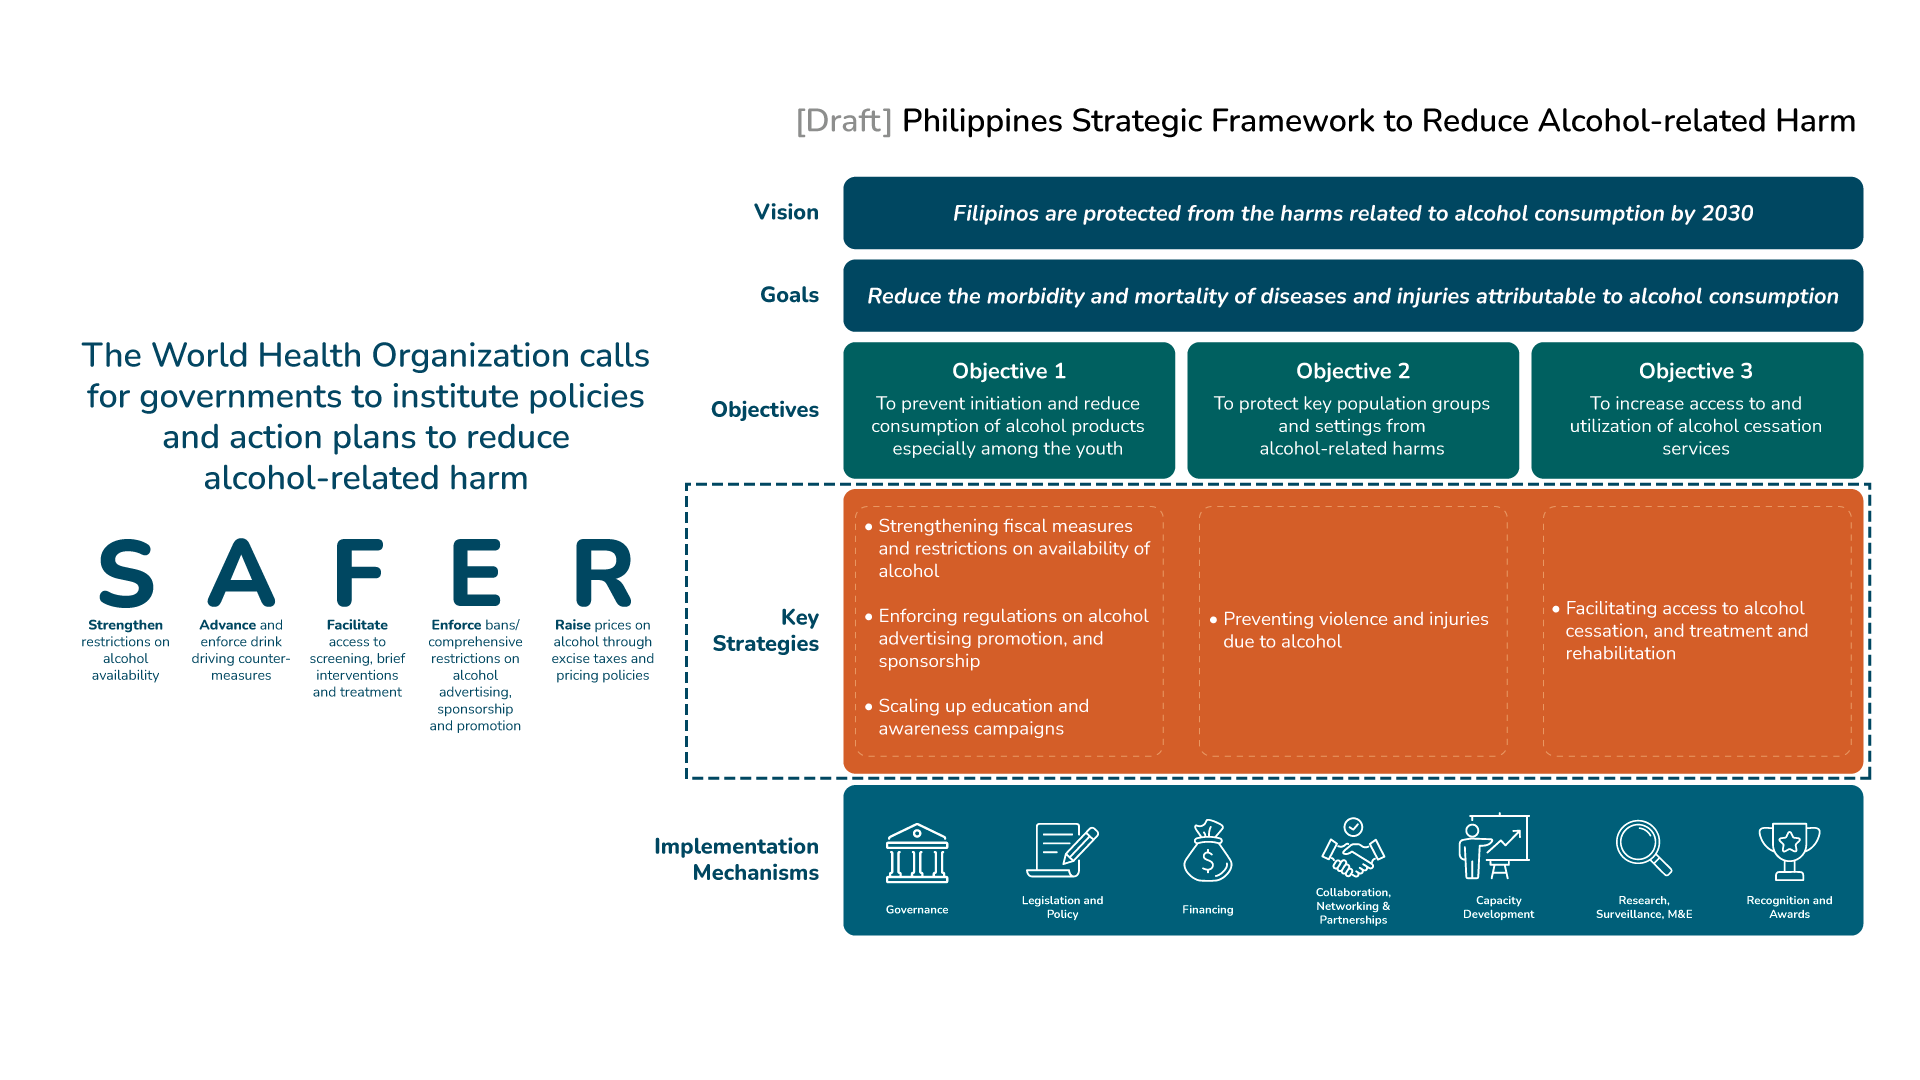 [Draft] Philippines Strategic Framework to Reduce Alcohol-related Harm
The World Health Organization calls
for governments to institute policies
and action plans to reduce
alcohol-related harm
S
Strengthen
restrictions on
alcohol
availability
A
Advance and
enforce drink
driving counter-
measures
F
Facilitate
access to
screening, brief
interventions
and treatment
E
Enforce bans/
comprehensive
restrictions on
alcohol
advertising,
sponsorship
and promotion
R
Raise prices on
alcohol through
excise taxes and
pricing policies
Vision
Filipinos are protected from the harms related to alcohol consumption by 2030
Goals
Reduce the morbidity and mortality of diseases and injuries attributable to alcohol consumption
Objectives
Objective 1
To prevent initiation and reduce
consumption of alcohol products
especially among the youth
Objective 2
To protect key population groups
and settings from
alcohol-related harms
Objective 3
To increase access to and
utilization of alcohol cessation
services
Key
Strategies
• Strengthening fiscal measures
and restrictions on availability of
alcohol
• Enforcing regulations on alcohol
advertising promotion, and
sponsorship
• Scaling up education and
awareness campaigns
• Preventing violence and injuries
due to alcohol
• Facilitating access to alcohol
cessation, and treatment and
rehabilitation
Implementation
Mechanisms
Governance
Legislation and
Policy
$
Financing
Collaboration,
Networking &
Partnerships
Capacity
Development
Research,
Surveillance, M&E
Recognition and
Awards